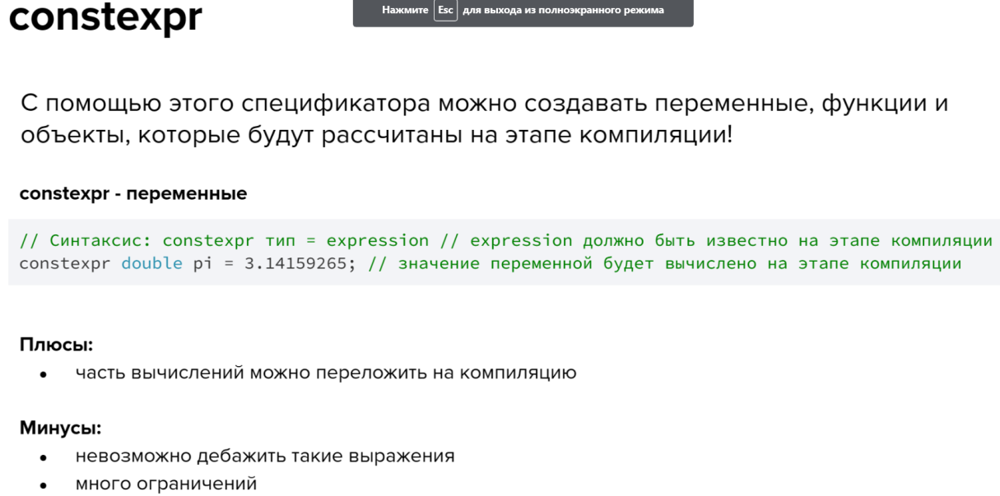 constexpr
Нажмите Esc для выхода из полноэкранного режима
С помощью этого спецификатора можно создавать переменные, функции и
объекты, которые будут рассчитаны на этапе компиляции!
constexpr - переменные
// Синтаксис: constexpr тип = expression // expression должно быть известно на этапе компиляции
constexpr double pi = 3.14159265; // значение переменной будет вычислено на этапе компиляции
Плюсы:
• часть вычислений можно переложить на компиляцию
Минусы:
• невозможно дебажить такие выражения
• много ограничений